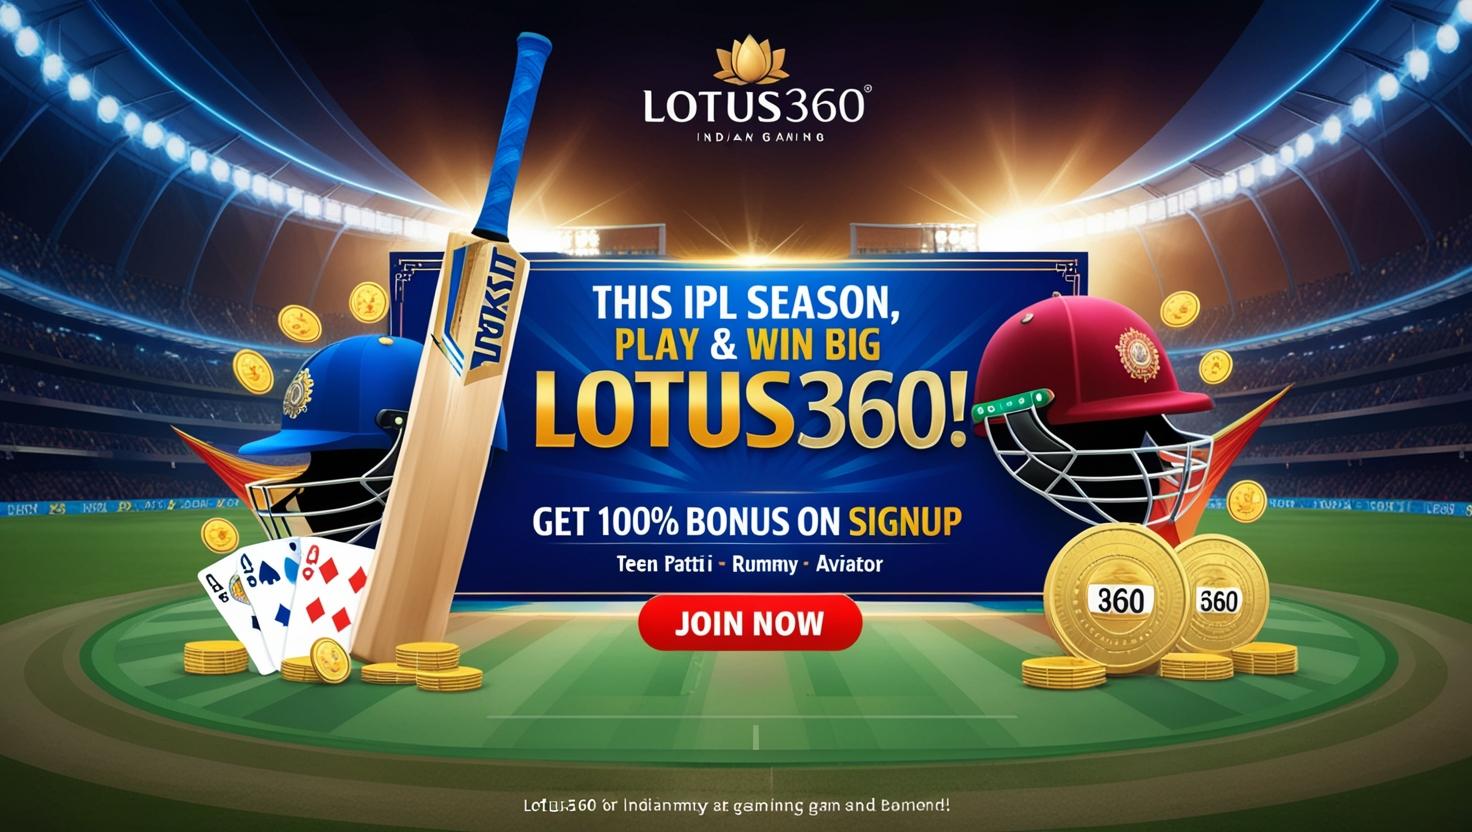 LOTUS360
INDIAN GAMING
THIS IPL SEASON,
PLAY & WIN BIG
LOTUS360!
GET 100% BONUS ON SIGNUP
Teen Patti - Rummy - Aviator
JOIN NOW
360
360